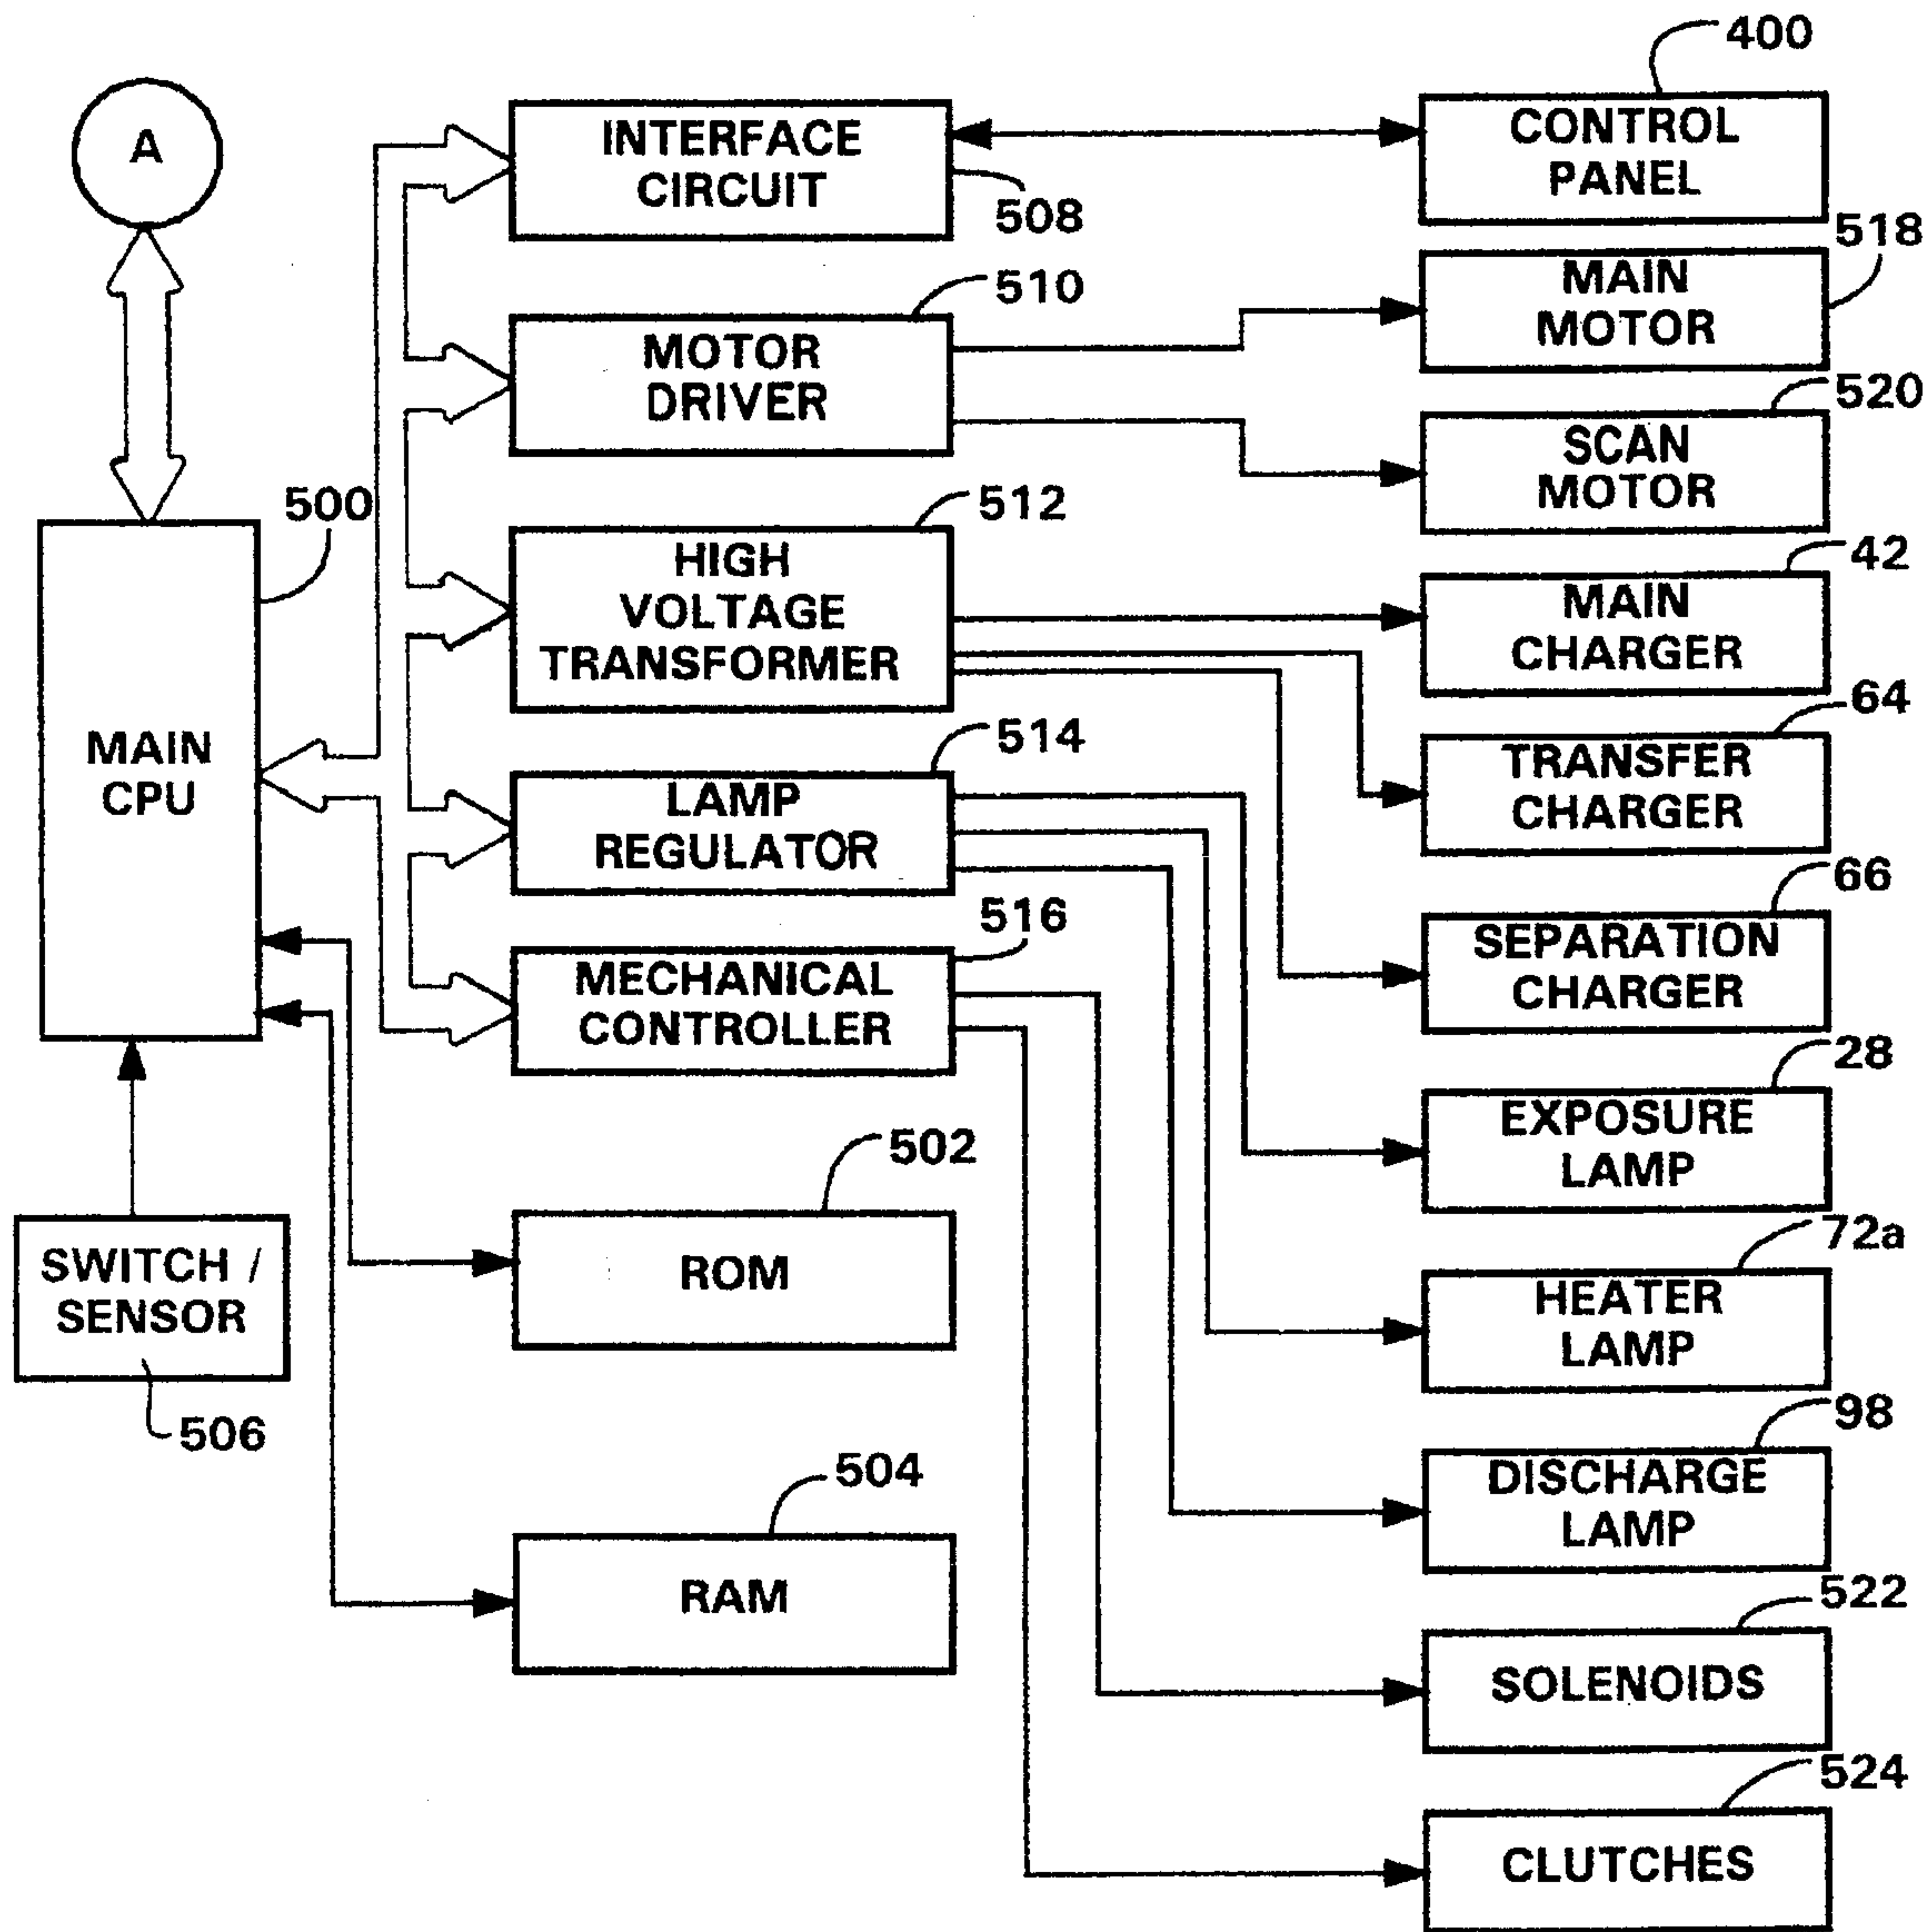 400
A
INTERFACE
CIRCUIT
508
CONTROL
PANEL
518
510
MOTOR
DRIVER
MAIN
MOTOR
520
SCAN
MOTOR
500
512
HIGH
VOLTAGE
TRANSFORMER
42
MAIN
CHARGER
64
MAIN
CPU
514
LAMP
REGULATOR
TRANSFER
CHARGER
66
516
MECHANICAL
CONTROLLER
SEPARATION
CHARGER
28
EXPOSURE
LAMP
502
ROM
72a
SWITCH /
SENSOR
506
HEATER
LAMP
98
504
RAM
DISCHARGE
LAMP
522
SOLENOIDS
524
CLUTCHES